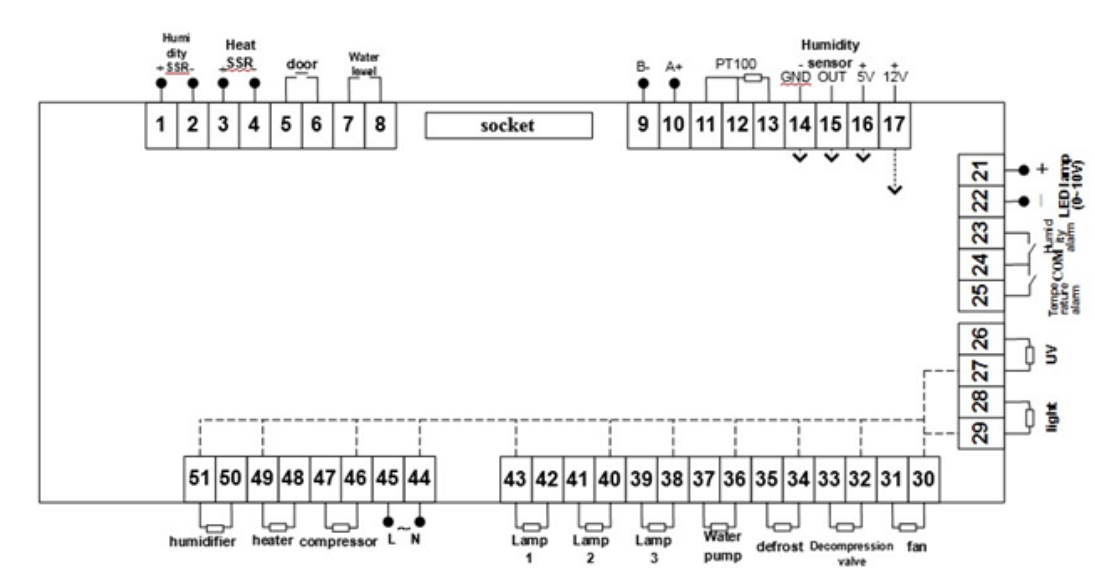 Humi
dity
+SSR-
Heat
+SSR-
door
Water
level
B-
A+
PT100
Humidity
sensor
-
GND
OUT
+
5V
+
12V
1 2 3 4 5 6 7 8
socket
9 10 11 12 13 14 15 16 17
21
22
23
24
25
26
27
28
29
+
–
LED lamp
(0~10V)
Humid
ity
alarm
COM
Tempe
rature
alarm
UV
light
51 50 49 48 47 46 45 44
43 42 41 40 39 38 37 36 35 34 33 32 31 30
humidifier
heater
compressor
L ~ N
Lamp
1
Lamp
2
Lamp
3
Water
pump
defrost
Decompression
valve
fan